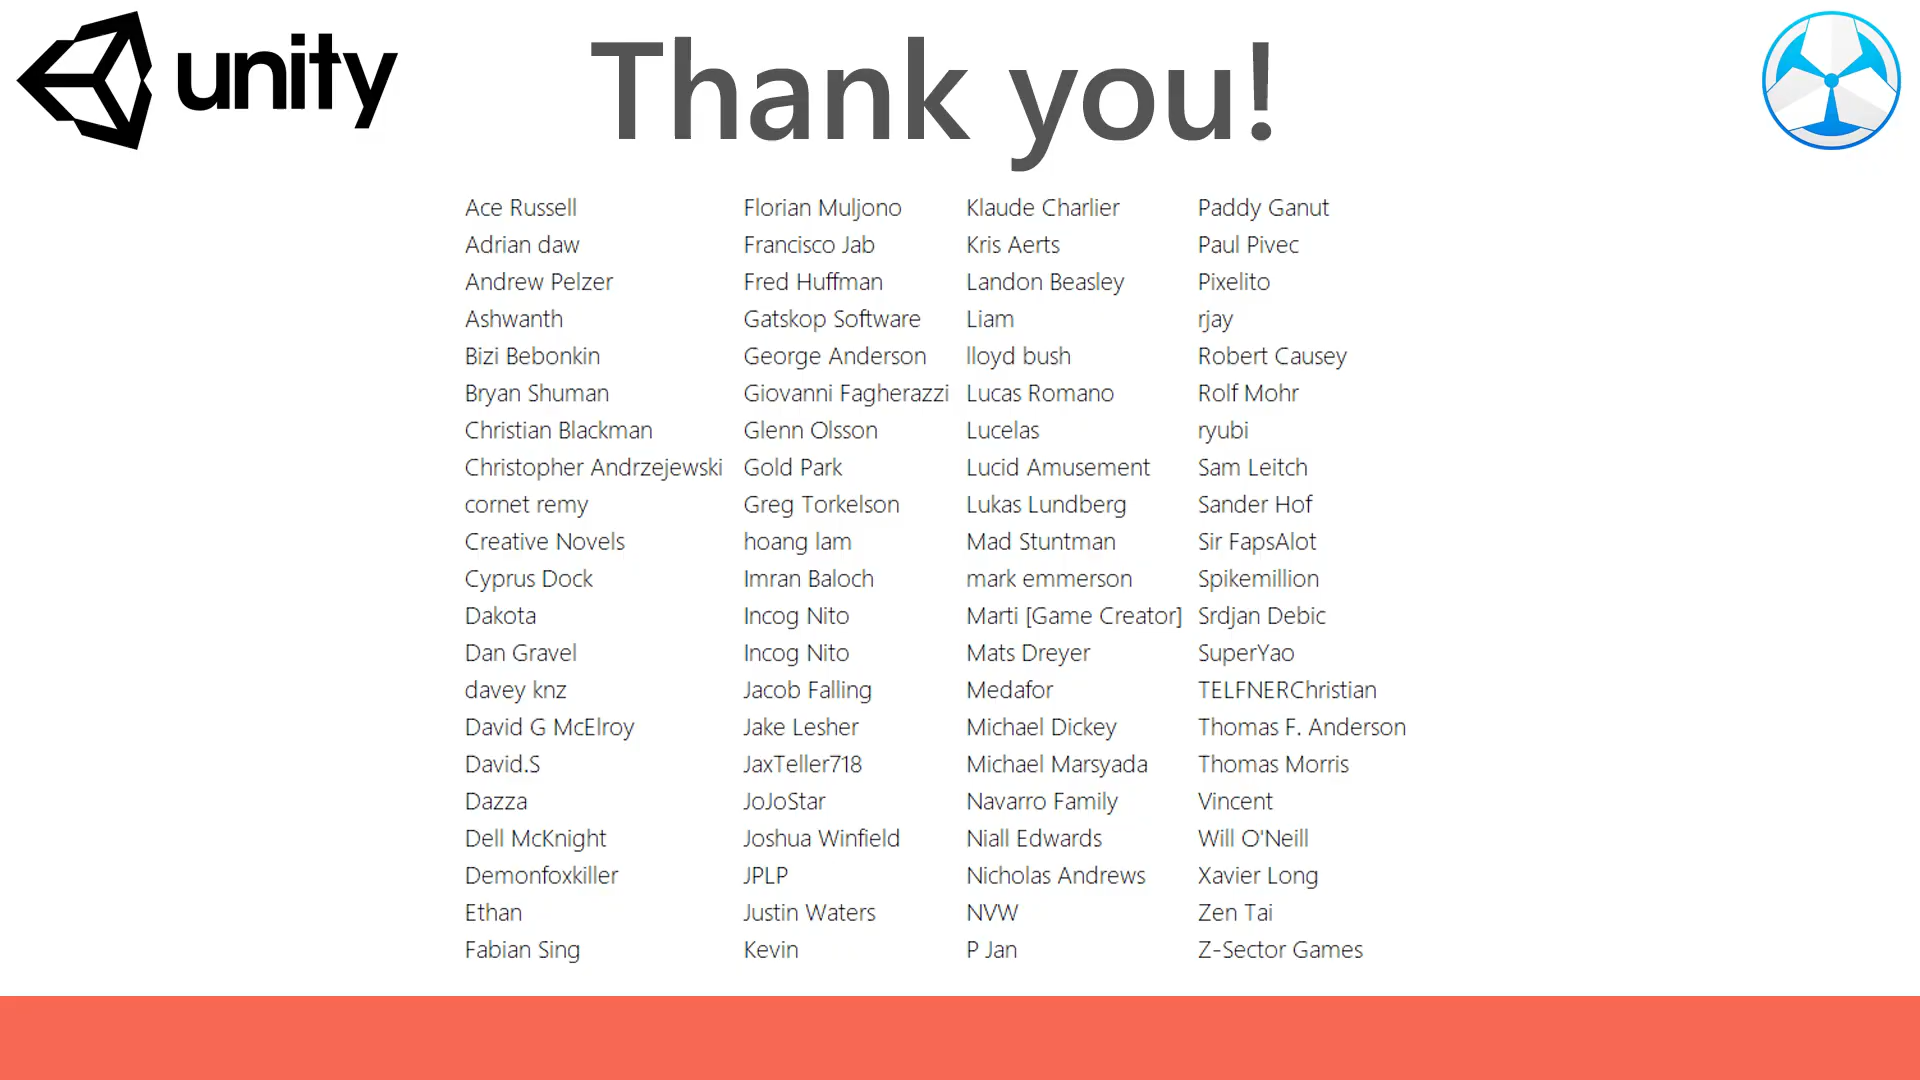 unity
Thank you!
Ace Russell
Adrian daw
Andrew Pelzer
Ashwanth
Bizi Bebonkin
Bryan Shuman
Christian Blackman
Christopher Andrzejewski
cornet remy
Creative Novels
Cyprus Dock
Dakota
Dan Gravel
davey knz
David G McElroy
David.S
Dazza
Dell McKnight
Demonfoxkiller
Ethan
Fabian Sing
Florian Muljono
Francisco Jab
Fred Huffman
Gatskop Software
George Anderson
Giovanni Fagherazzi
Glenn Olsson
Gold Park
Greg Torkelson
hoang lam
Imran Baloch
Incog Nito
Incog Nito
Jacob Falling
Jake Lesher
JaxTeller718
JoJoStar
Joshua Winfield
JPLP
Justin Waters
Kevin
Klaude Charlier
Kris Aerts
Landon Beasley
Liam
lloyd bush
Lucas Romano
Lucelas
Lucid Amusement
Lukas Lundberg
Mad Stuntman
mark emmerson
Marti [Game Creator]
Mats Dreyer
Medafor
Michael Dickey
Michael Marsyada
Navarro Family
Niall Edwards
Nicholas Andrews
NVW
P Jan
Paddy Ganut
Paul Pivec
Pixelito
rjay
Robert Causey
Rolf Mohr
ryubi
Sam Leitch
Sander Hof
Sir FapsAlot
Spikemillion
Srdjan Debic
SuperYao
TELFNERChristian
Thomas F. Anderson
Thomas Morris
Vincent
Will O'Neill
Xavier Long
Zen Tai
Z-Sector Games